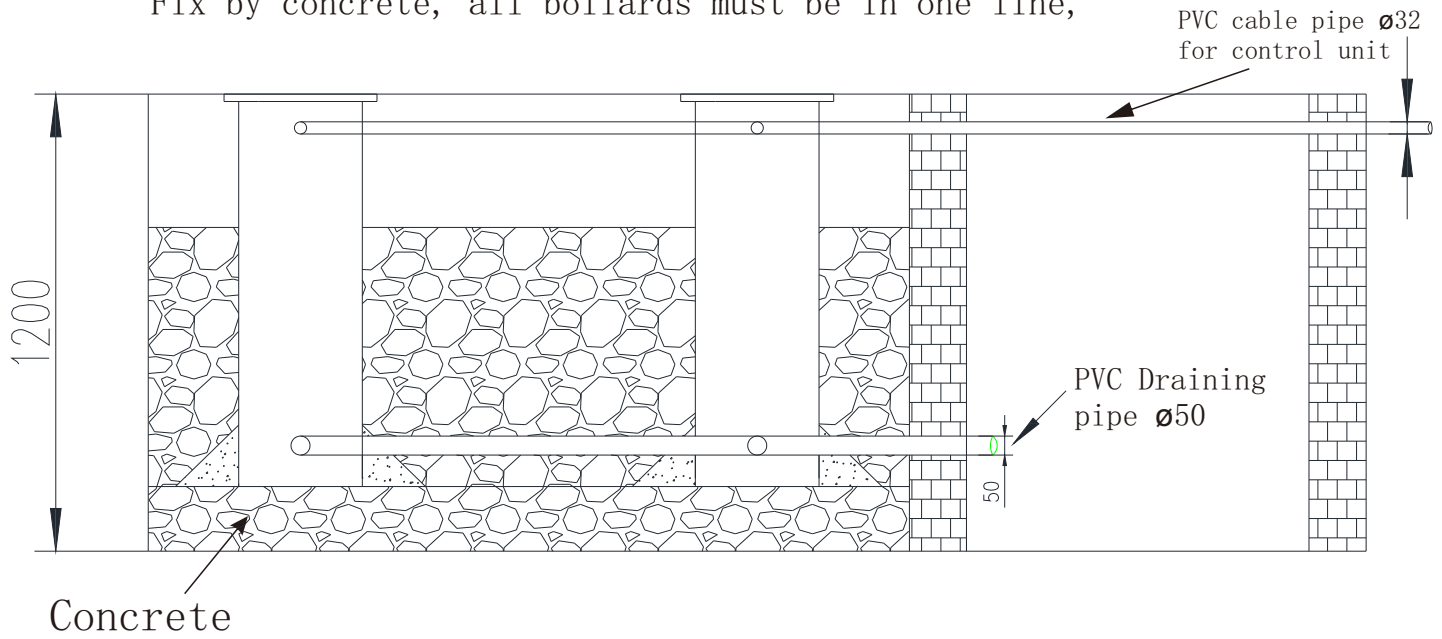 Fix by concrete, all bollards must be in one line,
PVC cable pipe ø32
for control unit
1200
PVC Draining
pipe ø50
50
Concrete